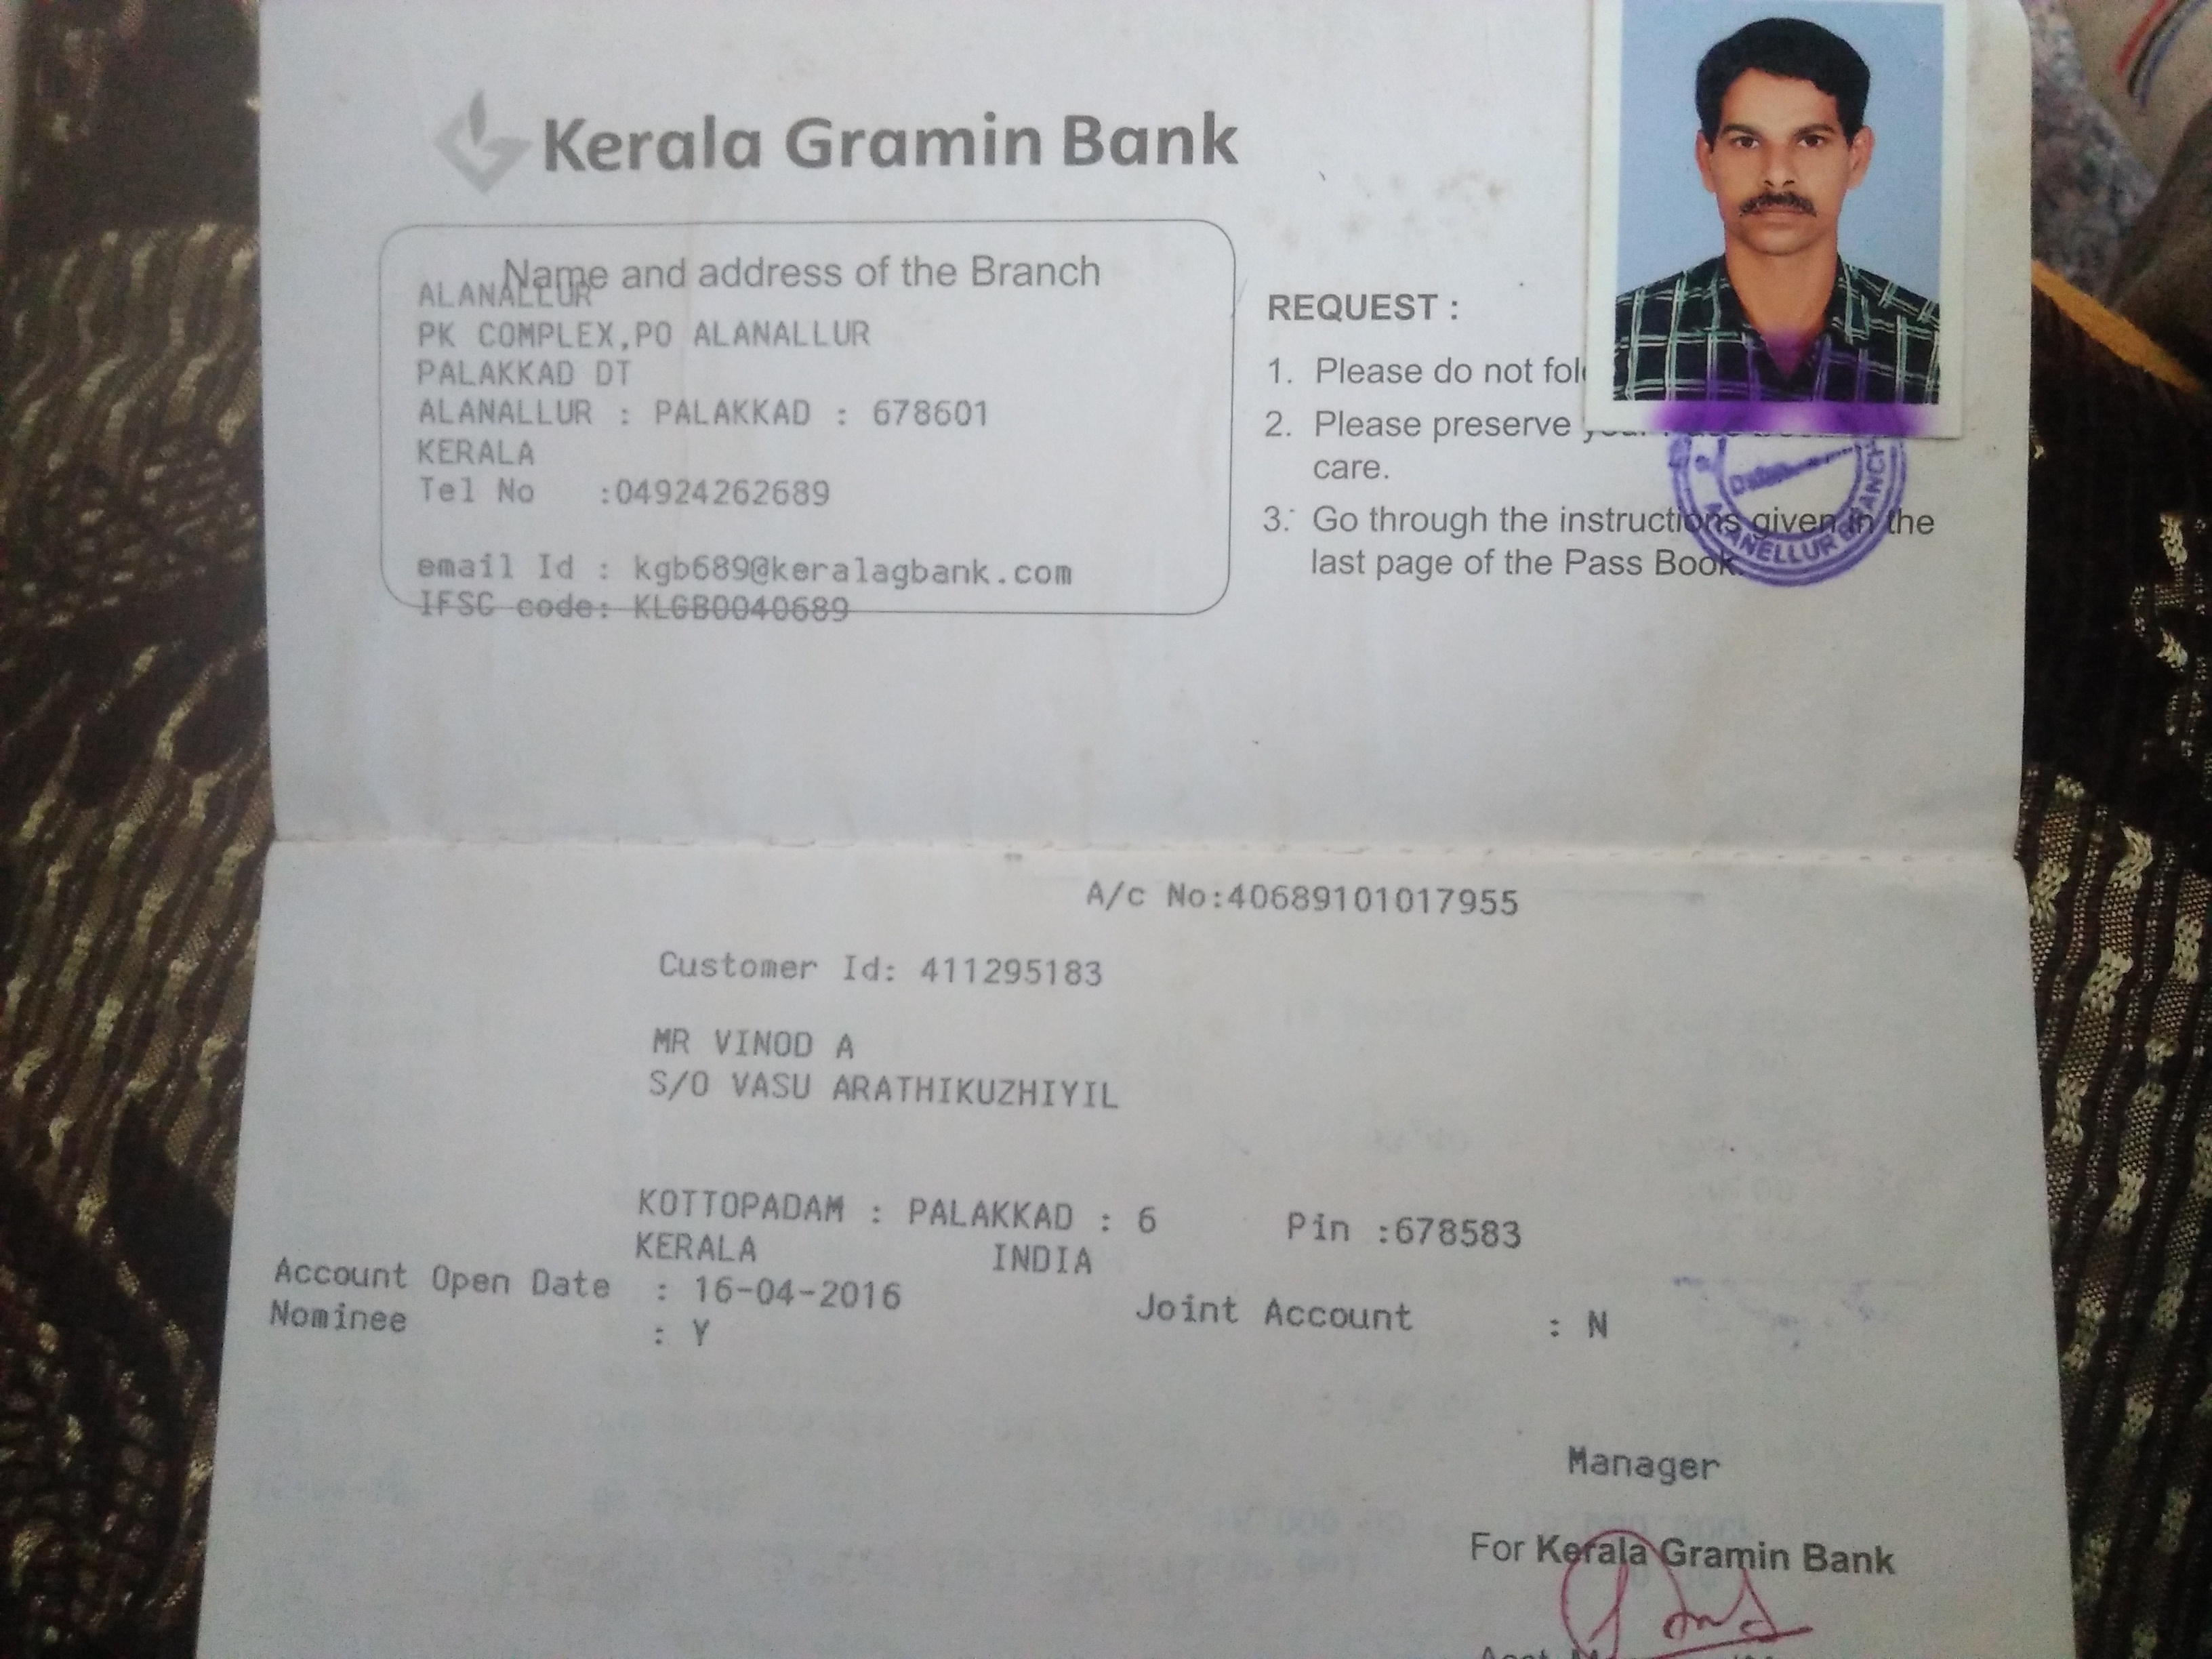 Kerala Gramin Bank
Name and address of the Branch
ALANALLUR
PK COMPLEX,PO ALANALLUR
PALAKKAD DT
ALANALLUR : PALAKKAD : 678601
KERALA
Tel No :04924262689
email Id : kgb689@keralagbank.com
IFSC code: KLGB0040689
REQUEST :
1. Please do not fol
2. Please preserve
care.
3. Go through the instructions given in the
last page of the Pass Book.
ALANELLUR BRANCH
A/c No:40689101017955
Customer Id: 411295183
MR VINOD A
S/O VASU ARATHIKUZHIYIL
KOTTOPADAM : PALAKKAD : 6 Pin :678583
KERALA INDIA
Account Open Date : 16-04-2016
Nominee : Y Joint Account : N
Manager
For Kerala Gramin Bank